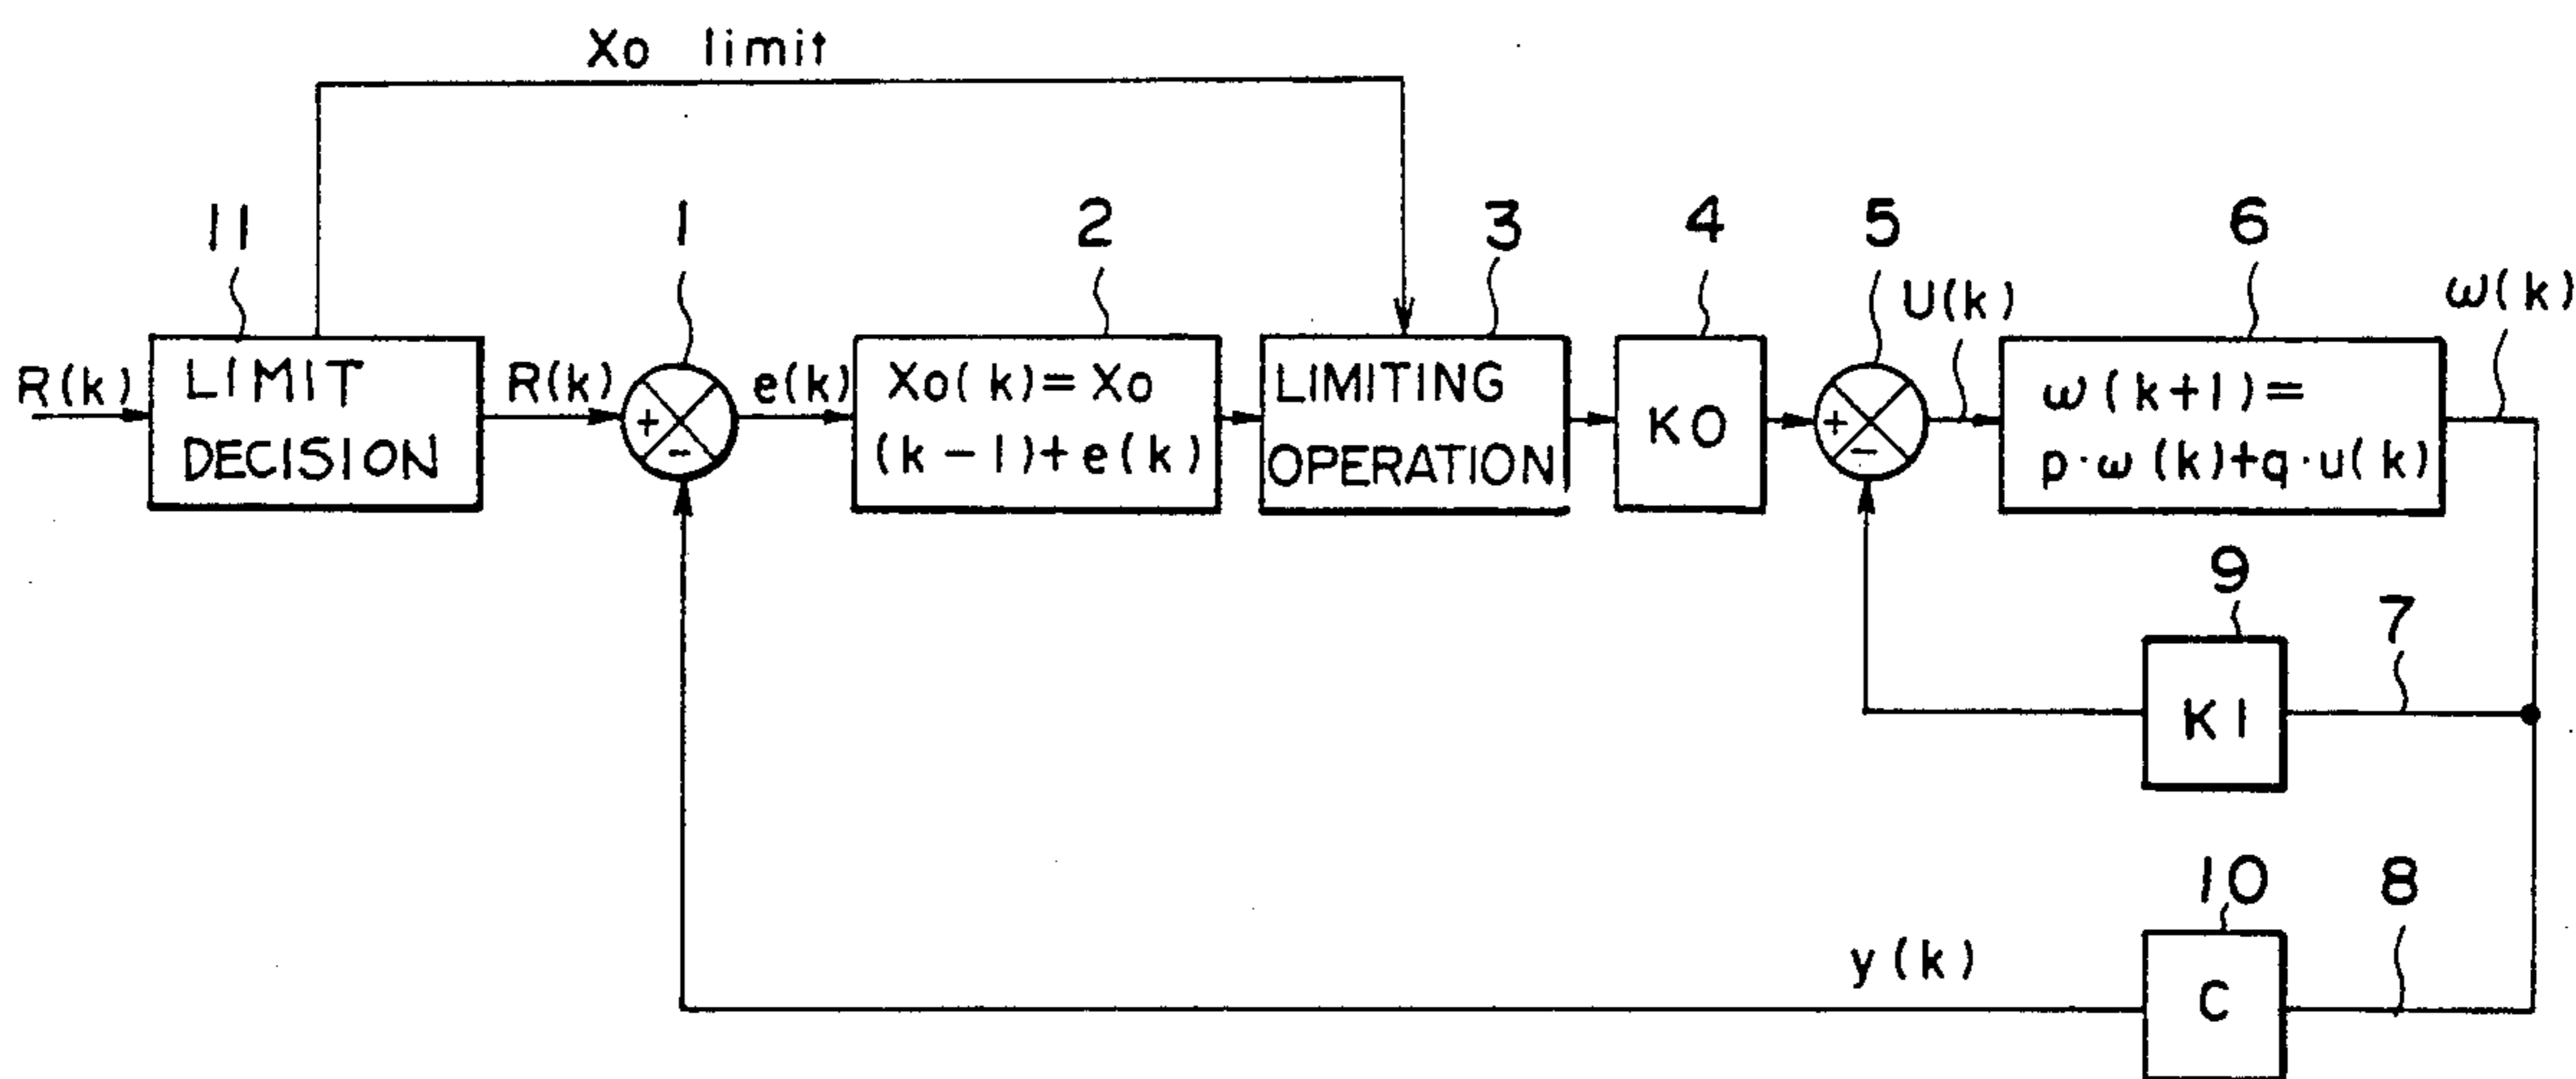 Xo limit
11
1
2
3
4
5
6
U(k)
ω(k)
R(k)
LIMIT
DECISION
R(k)
+
-
e(k)
Xo(k)=Xo
(k-1)+e(k)
LIMITING
OPERATION
KO
+
-
ω(k+1)=
p·ω(k)+q·u(k)
9
7
K1
10
8
y(k)
C